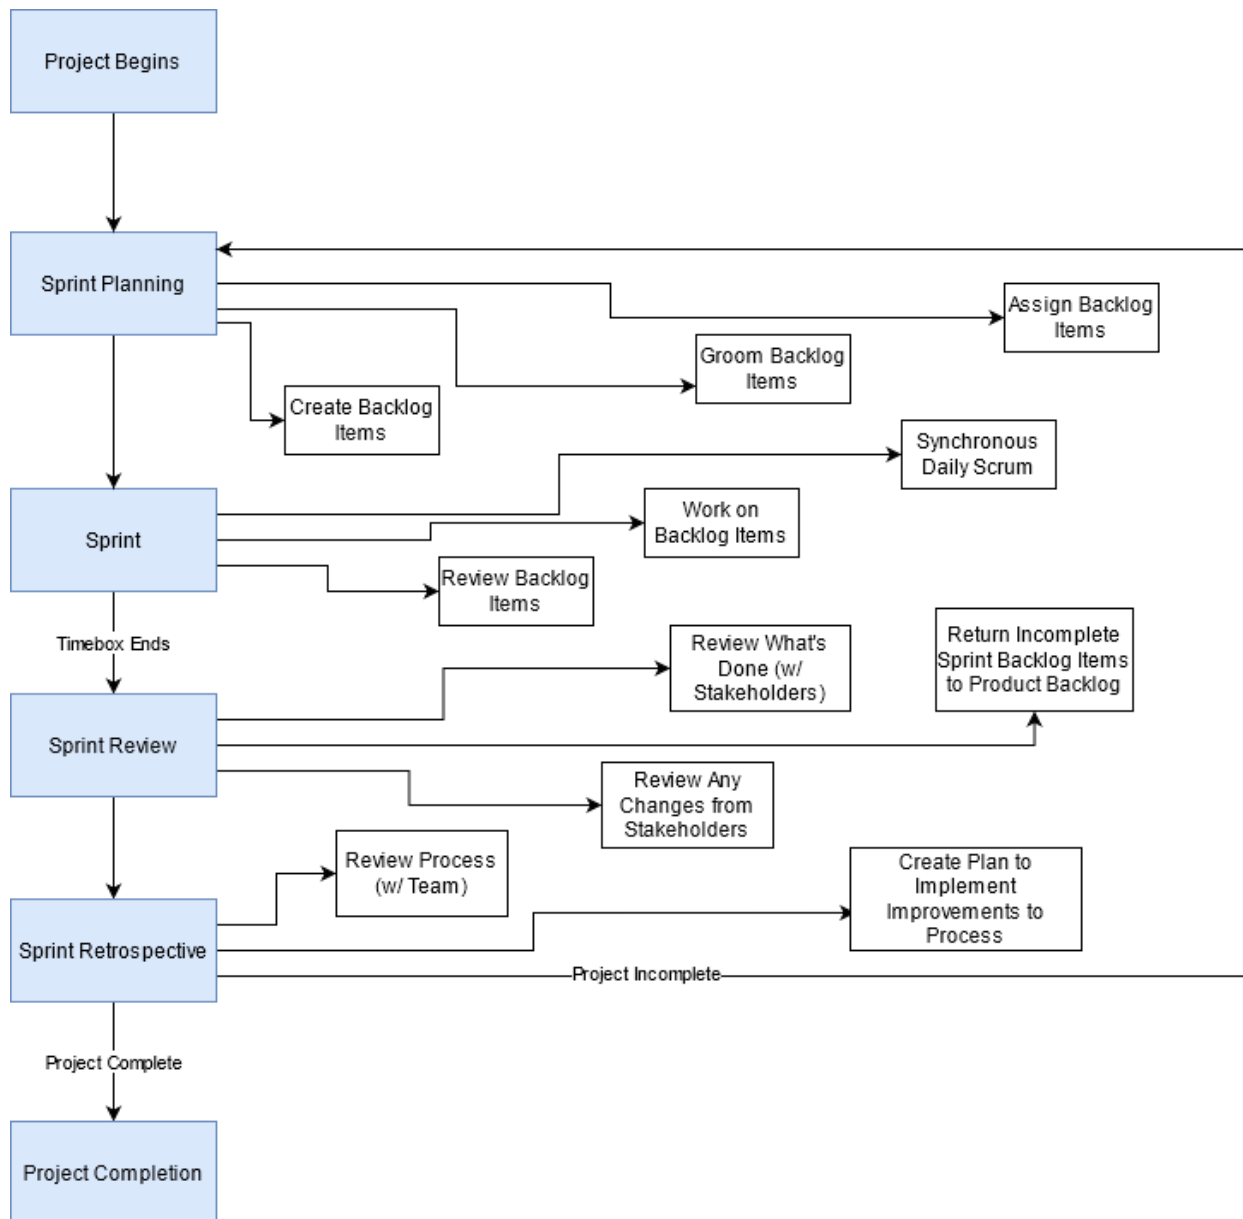 Project Begins
Sprint Planning
Assign Backlog
Items
Groom Backlog
Items
Create Backlog
Items
Synchronous
Daily Scrum
Sprint
Work on
Backlog Items
Review Backlog
Items
Timebox Ends
Review What's
Done (w/
Stakeholders)
Return Incomplete
Sprint Backlog Items
to Product Backlog
Sprint Review
Review Any
Changes from
Stakeholders
Review Process
(w/ Team)
Create Plan to
Implement
Improvements to
Process
Sprint Retrospective
Project Incomplete
Project Complete
Project Completion